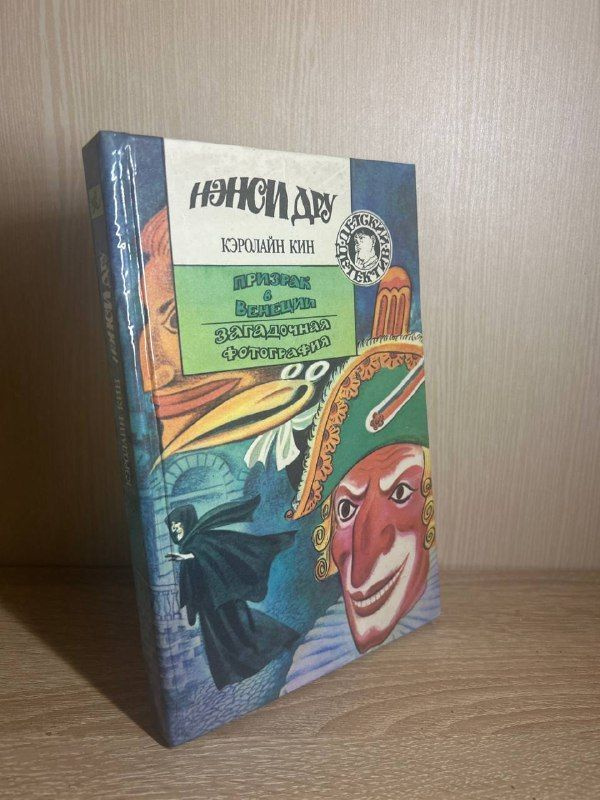 НЭНСИ ДРУ
КЭРОЛАЙН КИН
ДЕТСКИЙ ДЕТЕКТИВ
ПРИЗРАК
в
ВЕНЕЦИИ
ЗАГАДОЧНАЯ
ФОТОГРАФИЯ
КЭРОЛАЙН КИН НЭНСИ ДРУ